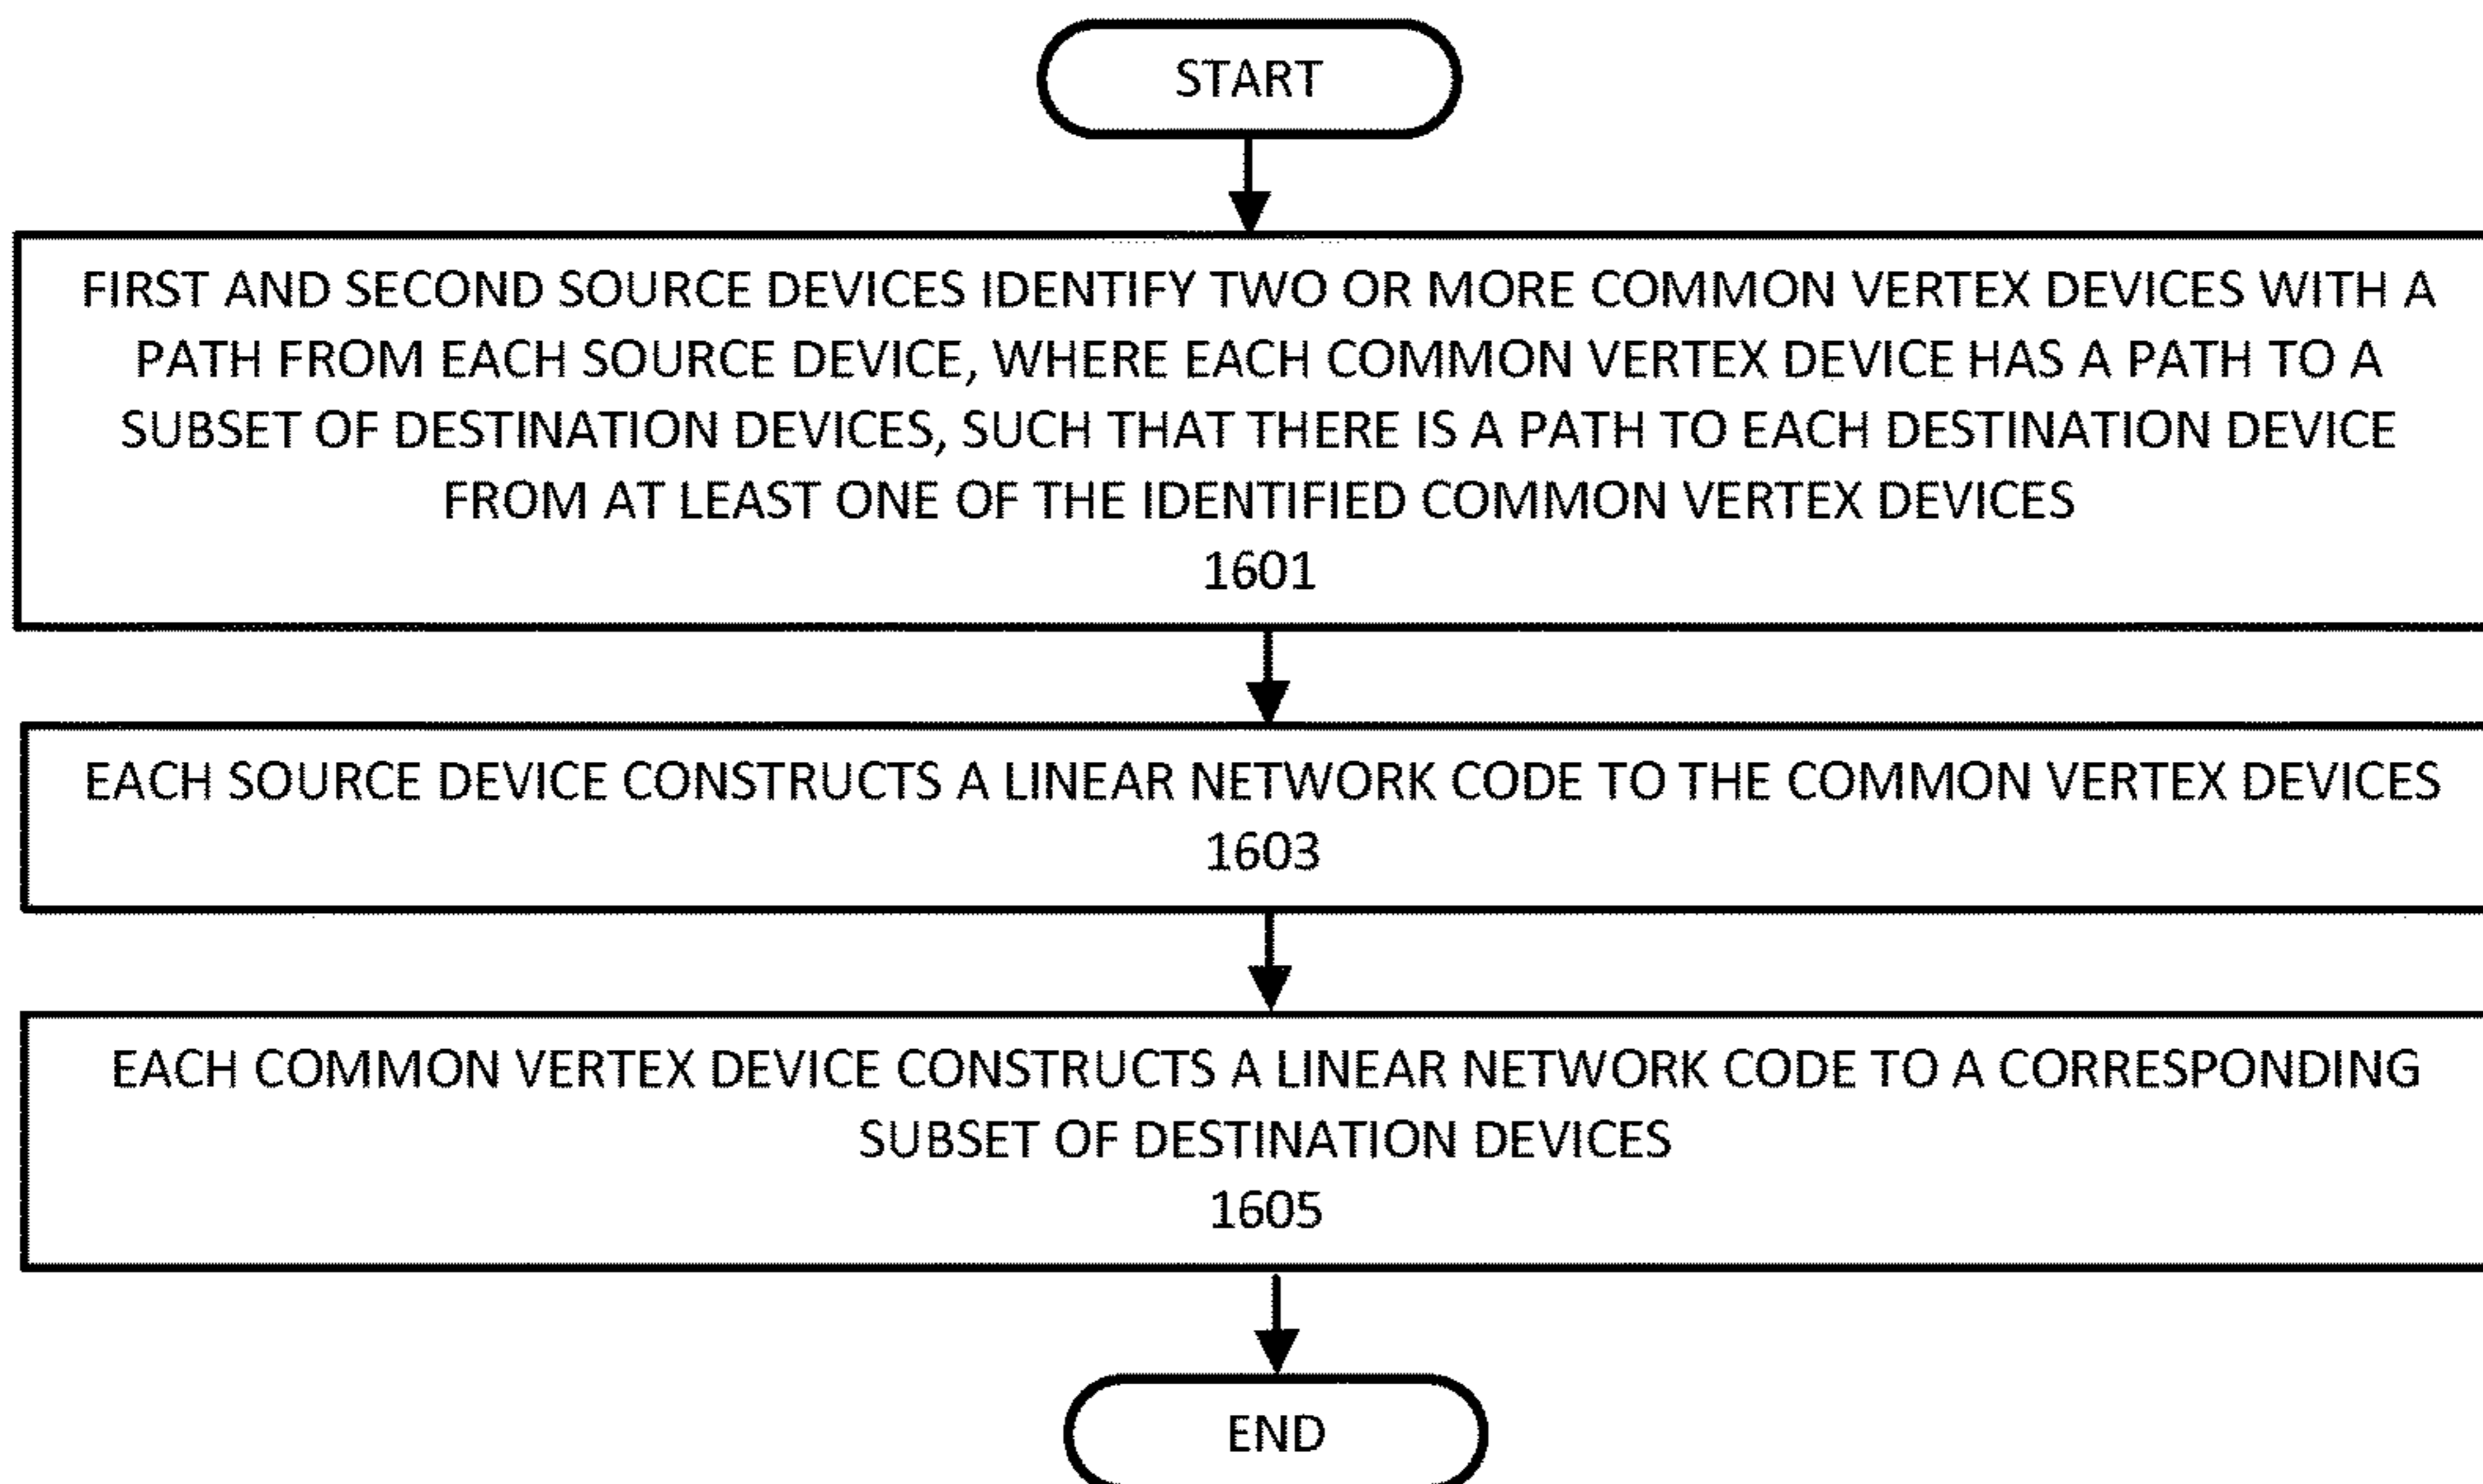 START
FIRST AND SECOND SOURCE DEVICES IDENTIFY TWO OR MORE COMMON VERTEX DEVICES WITH A
PATH FROM EACH SOURCE DEVICE, WHERE EACH COMMON VERTEX DEVICE HAS A PATH TO A
SUBSET OF DESTINATION DEVICES, SUCH THAT THERE IS A PATH TO EACH DESTINATION DEVICE
FROM AT LEAST ONE OF THE IDENTIFIED COMMON VERTEX DEVICES
1601
EACH SOURCE DEVICE CONSTRUCTS A LINEAR NETWORK CODE TO THE COMMON VERTEX DEVICES
1603
EACH COMMON VERTEX DEVICE CONSTRUCTS A LINEAR NETWORK CODE TO A CORRESPONDING
SUBSET OF DESTINATION DEVICES
1605
END